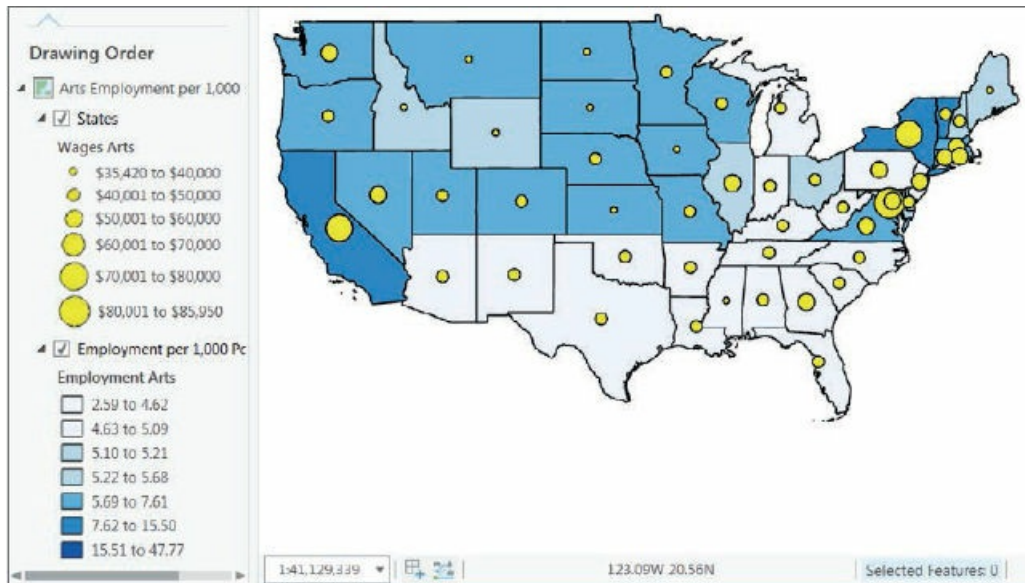 Drawing Order
Arts Employment per 1,000
States
Wages Arts
$35,420 to $40,000
$40,001 to $50,000
$50,001 to $60,000
$60,001 to $70,000
$70,001 to $80,000
$80,001 to $85,950
Employment per 1,000 Pc
Employment Arts
2.59 to 4.62
4.63 to 5.09
5.10 to 5.21
5.22 to 5.68
5.69 to 7.61
7.62 to 15.50
15.51 to 47.77
1:41,129,339
123.09W 20.56N
Selected Features: 0